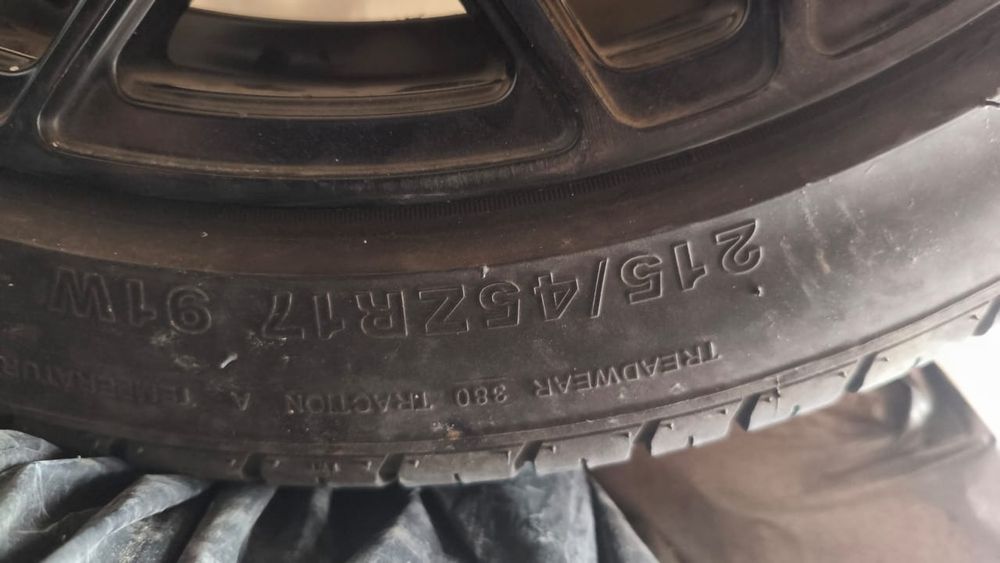 215/45ZR17 91W
TREADWEAR 380 TRACTION A